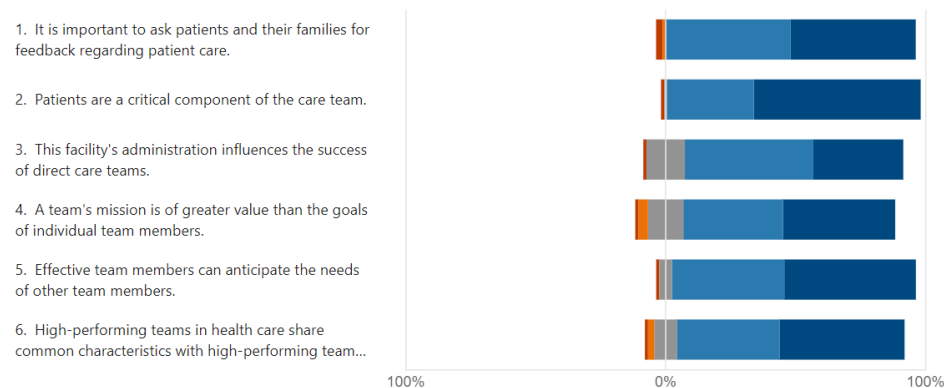 1. It is important to ask patients and their families for
feedback regarding patient care.
2. Patients are a critical component of the care team.
3. This facility's administration influences the success
of direct care teams.
4. A team's mission is of greater value than the goals
of individual team members.
5. Effective team members can anticipate the needs
of other team members.
6. High-performing teams in health care share
common characteristics with high-performing team...
100% 0% 100%